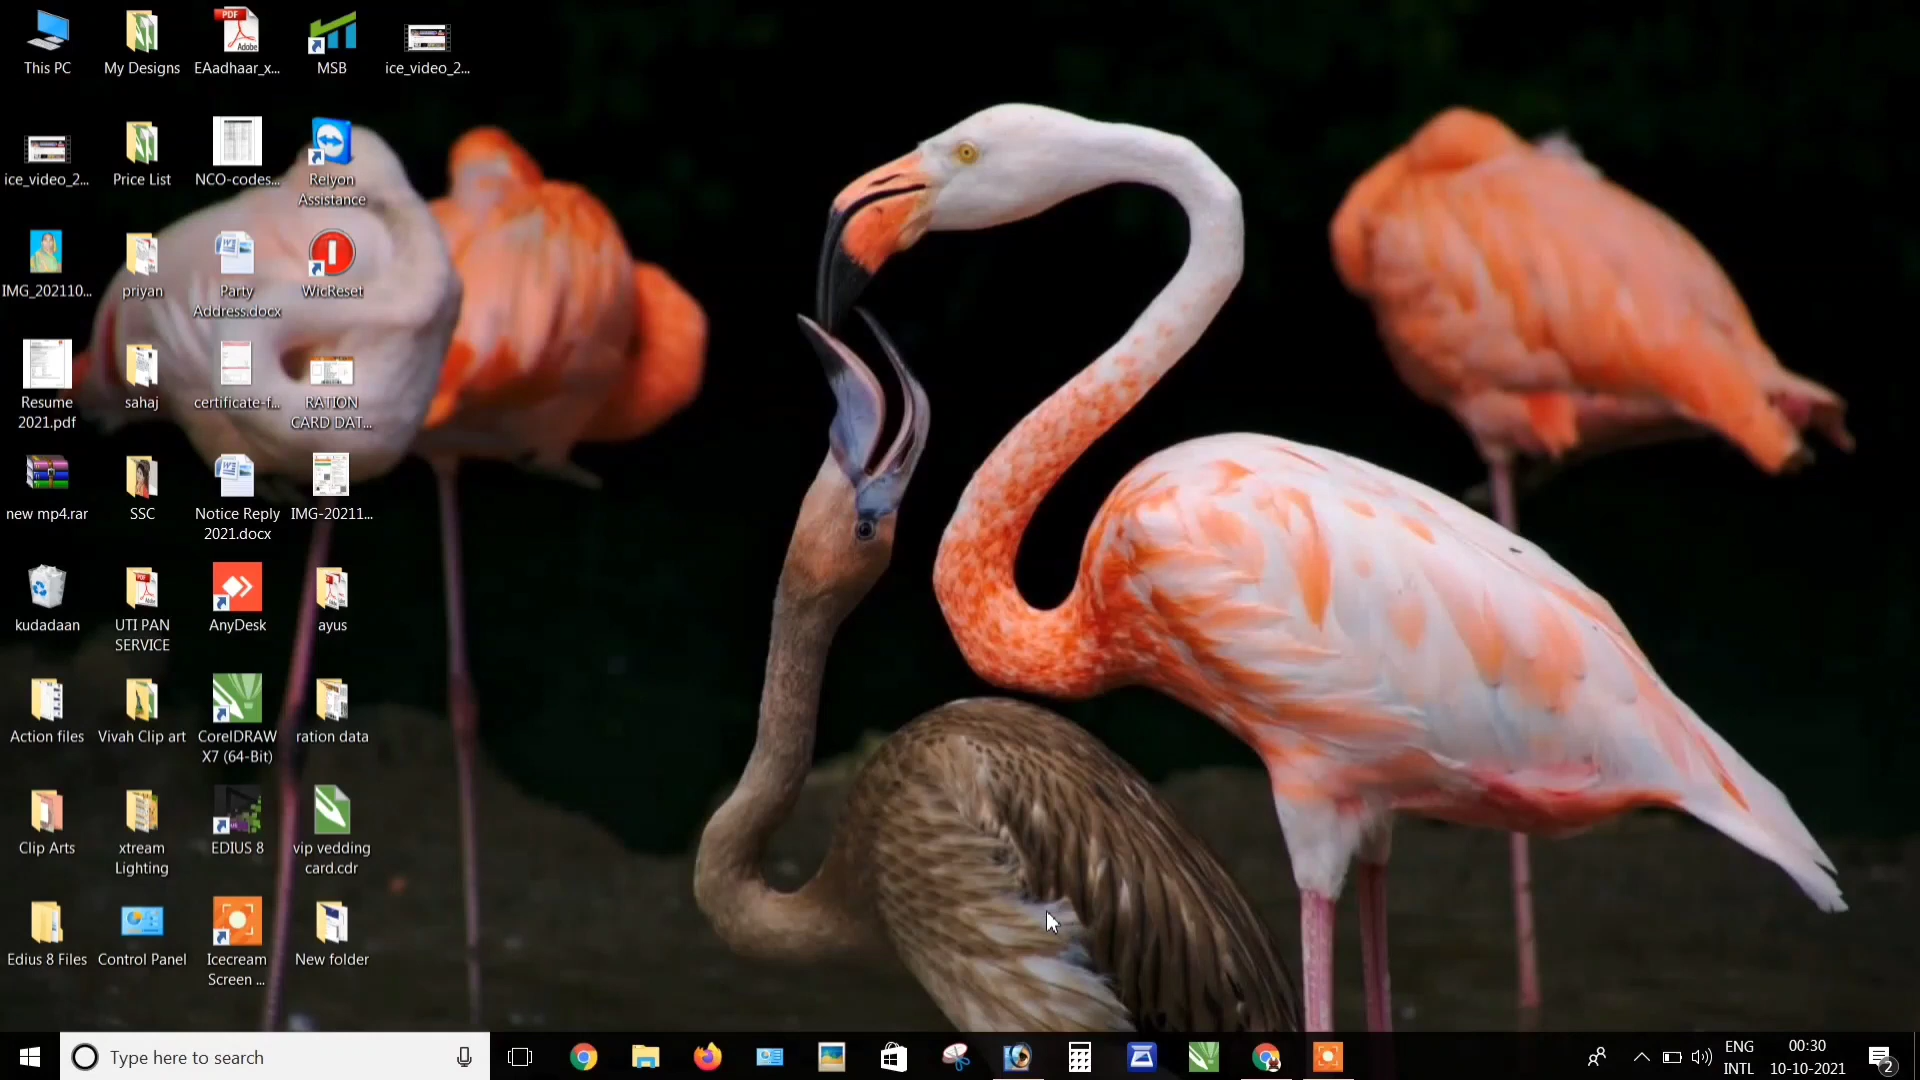 This PC
My Designs
EAadhaar_x...
MSB
ice_video_2...
ice_video_2...
Price List
NCO-codes...
Relyon
Assistance
IMG_202110...
priyan
Party
Address.docx
WicReset
Resume
2021.pdf
sahaj
certificate-f...
RATION
CARD DAT...
new mp4.rar
SSC
Notice Reply
2021.docx
IMG-20211...
kudadaan
UTI PAN
SERVICE
AnyDesk
ayus
Action files
Vivah Clip art
CorelDRAW
X7 (64-Bit)
ration data
Clip Arts
xtream
Lighting
EDIUS 8
vip vedding
card.cdr
Edius 8 Files
Control Panel
Icecream
Screen ...
New folder
Type here to search
ENG
INTL
00:30
10-10-2021
2